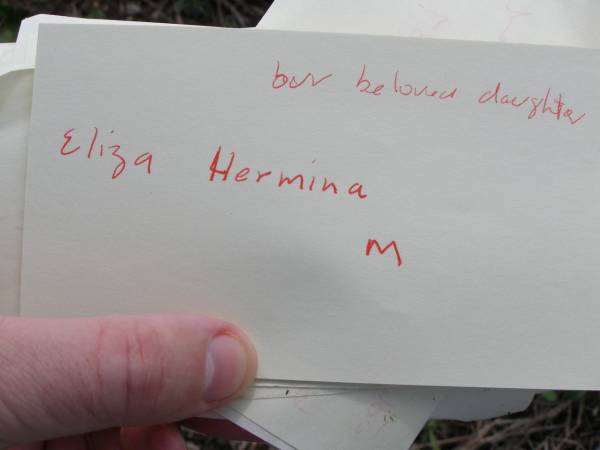 our beloved daughter
Eliza Hermina
M